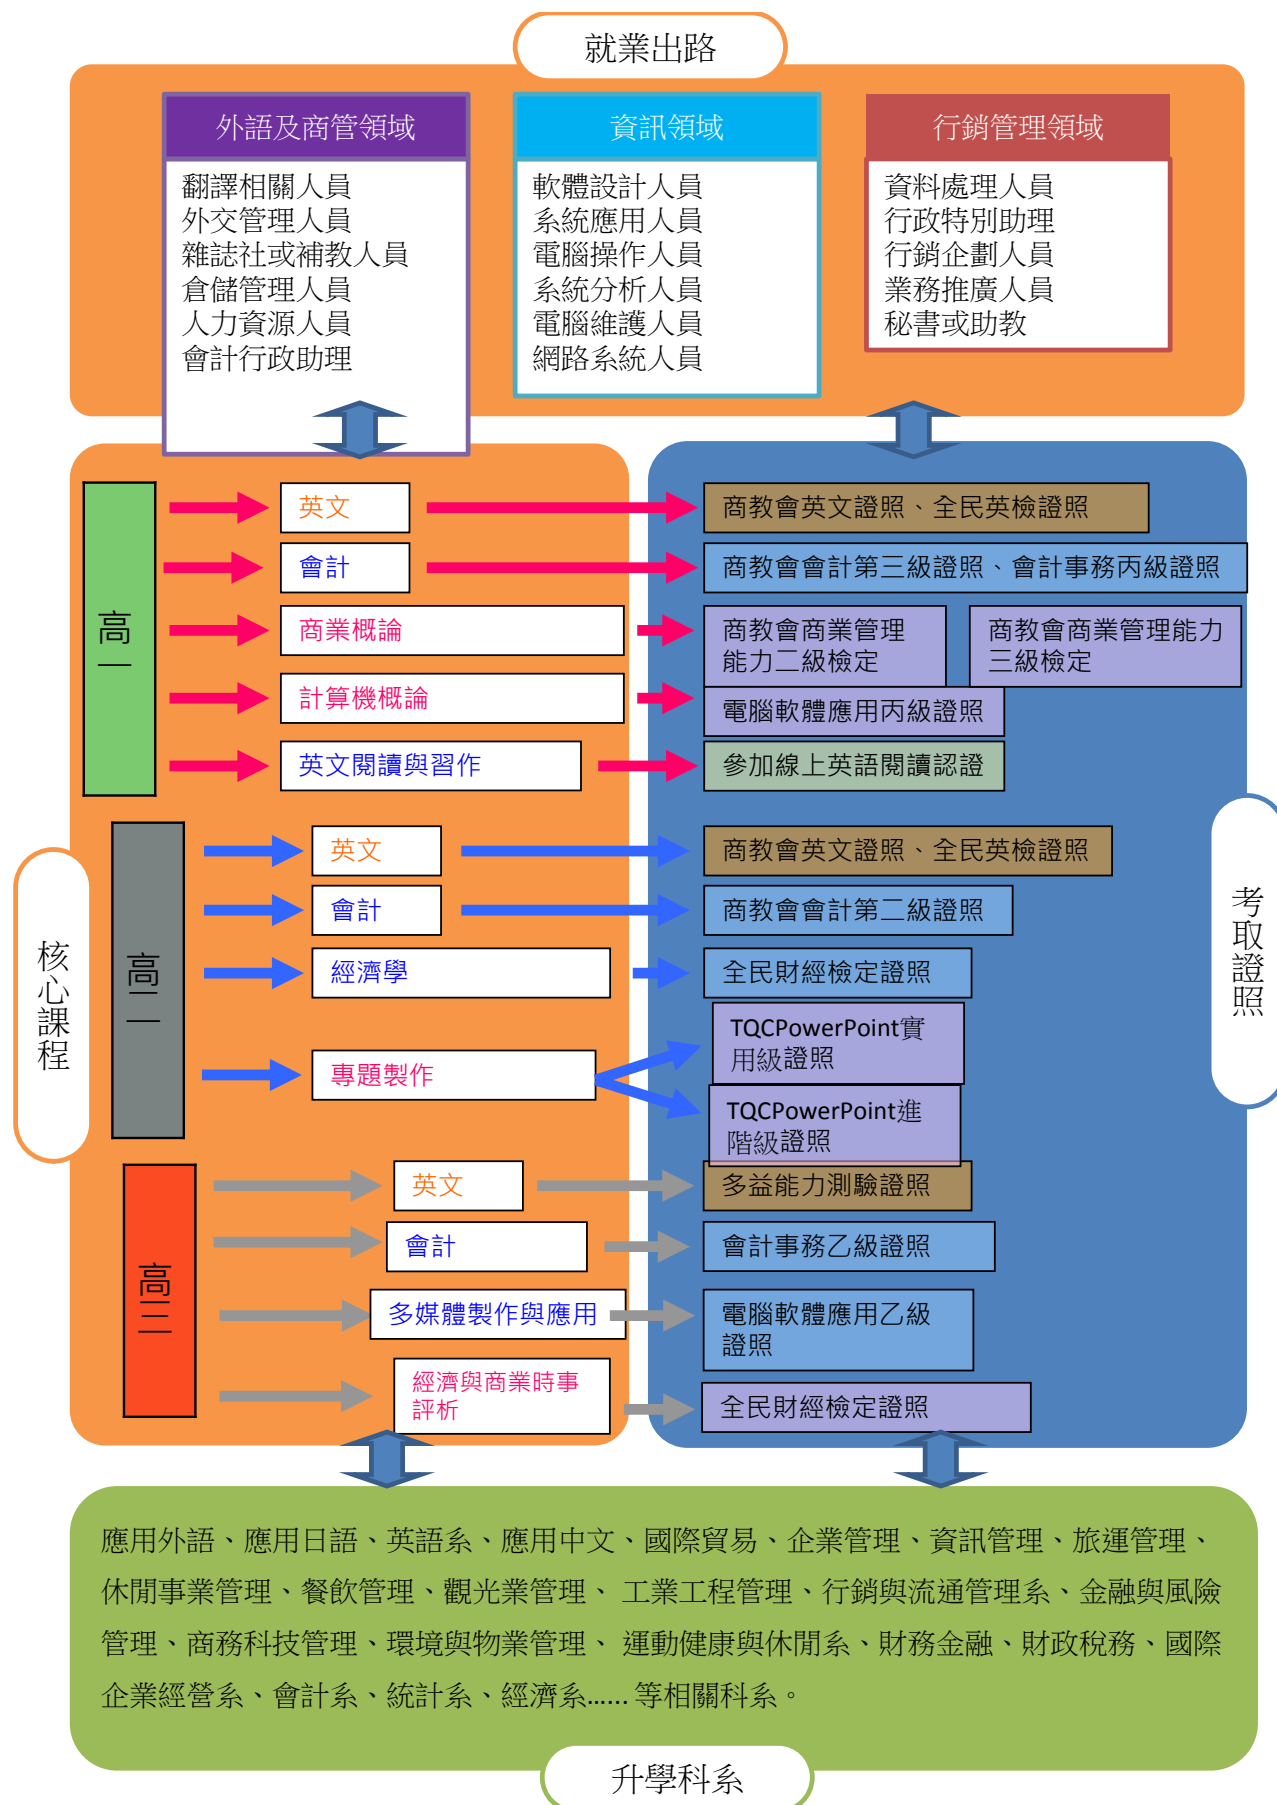 就業出路
外語及商管領域
翻譯相關人員
外交管理人員
雜誌社或補教人員
倉儲管理人員
人力資源人員
會計行政助理
資訊領域
軟體設計人員
系統應用人員
電腦操作人員
系統分析人員
電腦維護人員
網路系統人員
行銷管理領域
資料處理人員
行政特別助理
行銷企劃人員
業務推廣人員
秘書或助教
核心課程
考取證照
高一
英文
商教會英文證照、全民英檢證照
會計
商教會會計第三級證照、會計事務丙級證照
商業概論
商教會商業管理
能力二級檢定
商教會商業管理能力
三級檢定
計算機概論
電腦軟體應用丙級證照
英文閱讀與習作
參加線上英語閱讀認證
高二
英文
商教會英文證照、全民英檢證照
會計
商教會會計第二級證照
經濟學
全民財經檢定證照
專題製作
TQCPowerPoint實
用級證照
TQCPowerPoint進
階級證照
高三
英文
多益能力測驗證照
會計
會計事務乙級證照
多媒體製作與應用
電腦軟體應用乙級
證照
經濟與商業時事
評析
全民財經檢定證照
應用外語、應用日語、英語系、應用中文、國際貿易、企業管理、資訊管理、旅運管理、
休閒事業管理、餐飲管理、觀光業管理、 工業工程管理、行銷與流通管理系、金融與風險
管理、商務科技管理、環境與物業管理、 運動健康與休閒系、財務金融、財政稅務、國際
企業經營系、會計系、統計系、經濟系...... 等相關科系。
升學科系